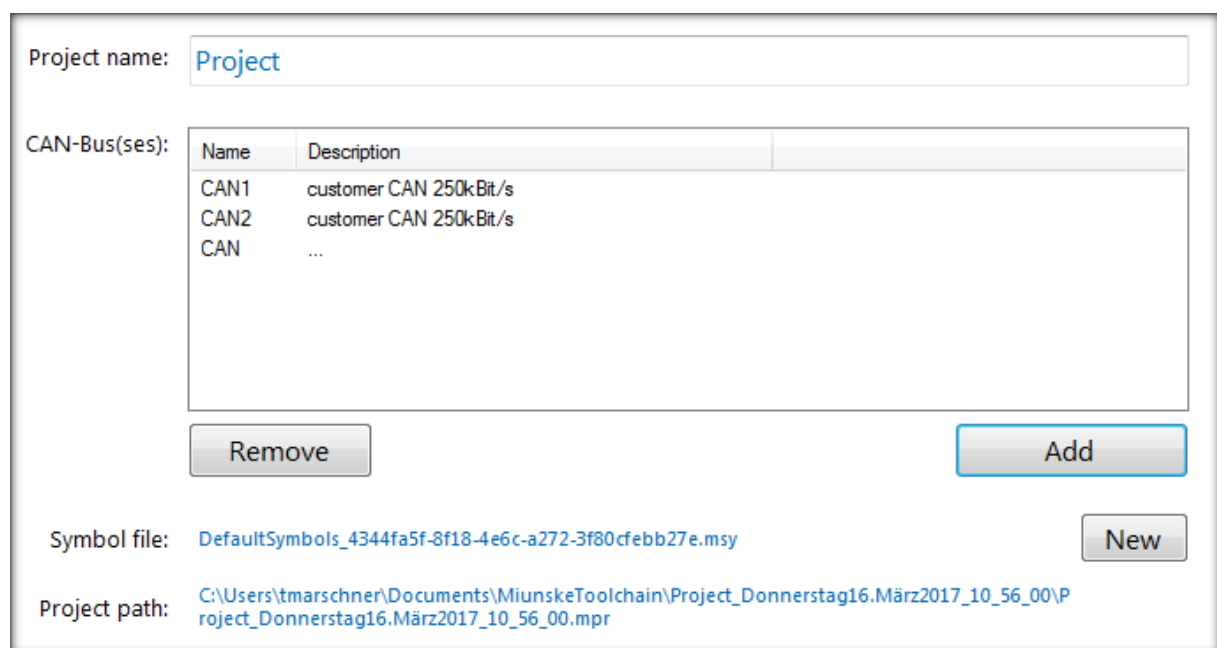 Project name: Project
CAN-Bus(ses):
Name Description
CAN1 customer CAN 250kBit/s
CAN2 customer CAN 250kBit/s
CAN ...
Remove Add
Symbol file: DefaultSymbols_4344fa5f-8f18-4e6c-a272-3f80cfebb27e.msy New
Project path: C:\Users\tmarschner\Documents\MiunskeToolchain\Project_Donnerstag16.März2017_10_56_00\P
roject_Donnerstag16.März2017_10_56_00.mpr